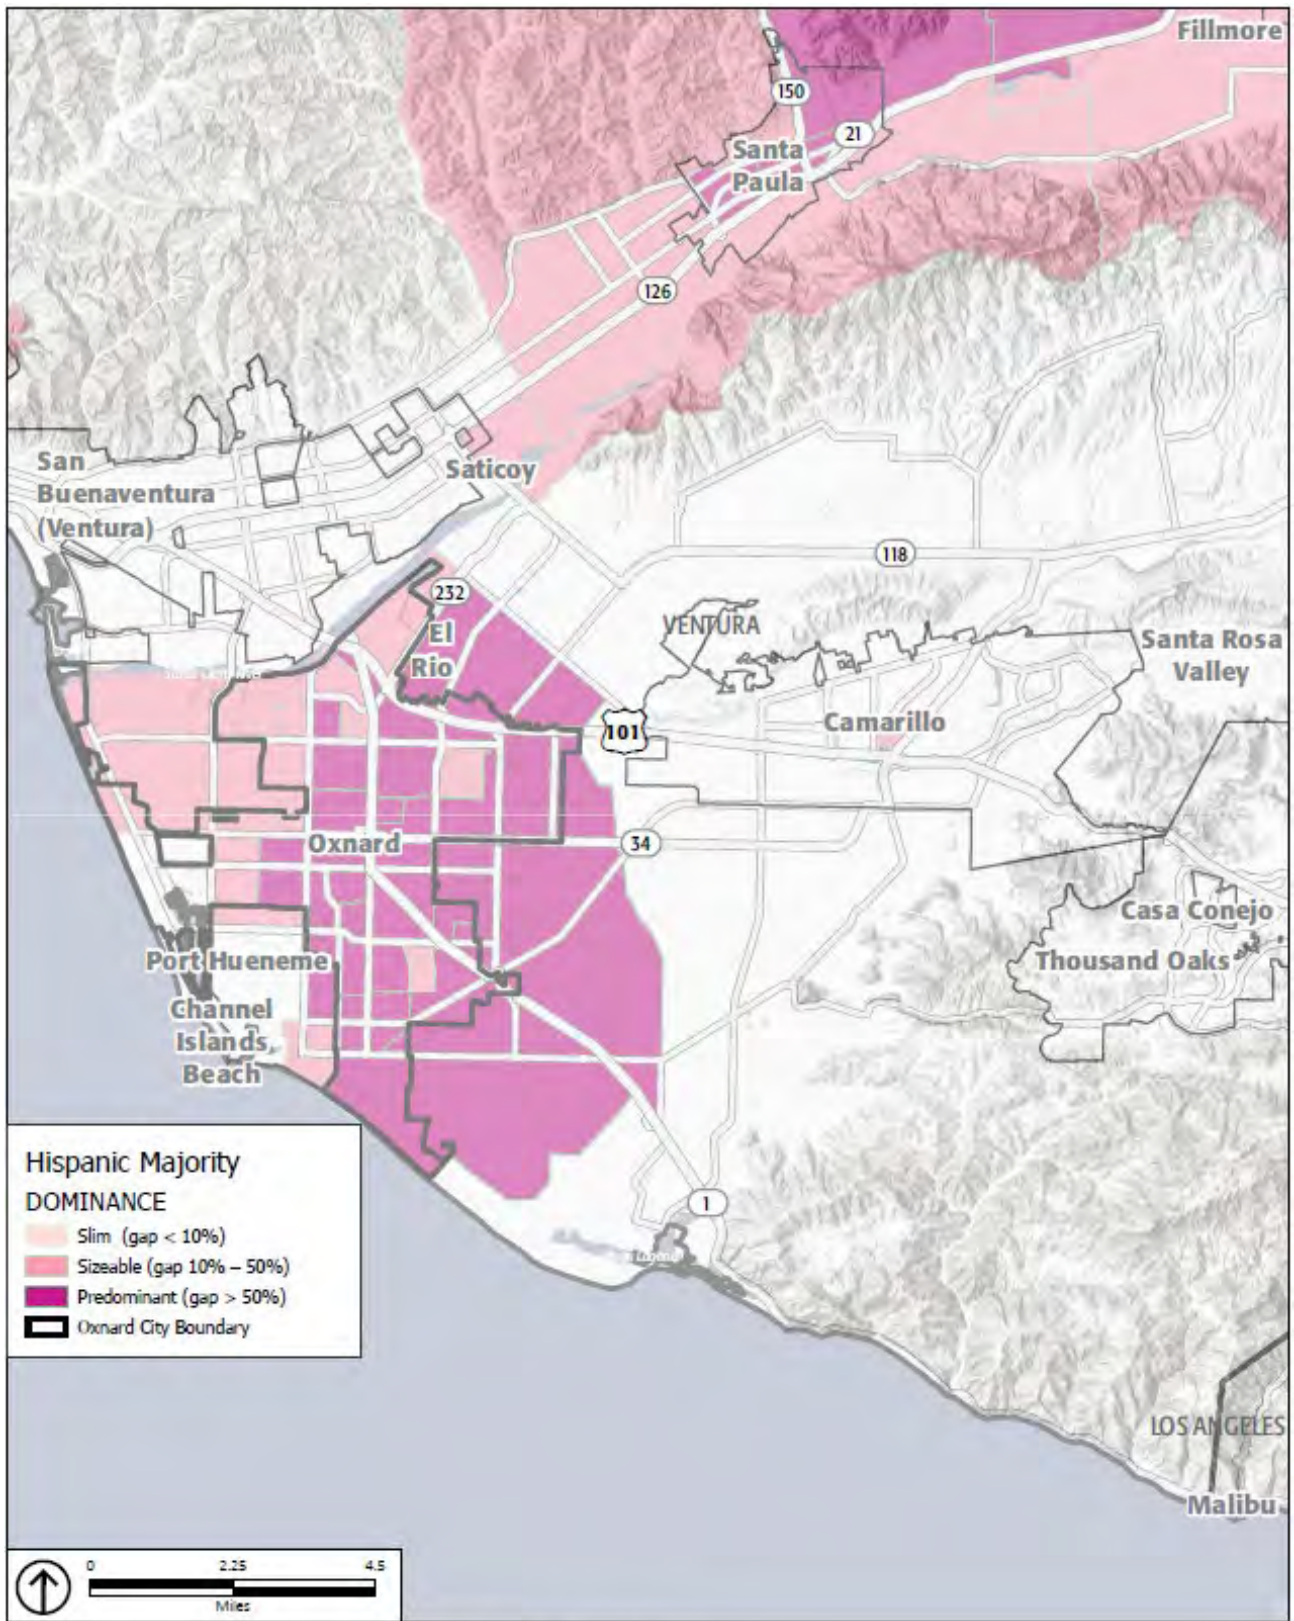 Fillmore
150
21
Santa
Paula
126
San
Buenaventura
(Ventura)
Saticoy
118
232
El
Rio
VENTURA
Santa Rosa
Valley
101
Camarillo
Oxnard
34
Casa Conejo
Thousand Oaks
Port Hueneme
Channel
Islands
Beach
1
Hispanic Majority
DOMINANCE
Slim (gap < 10%)
Sizeable (gap 10% – 50%)
Predominant (gap > 50%)
Oxnard City Boundary
LOS ANGELES
Malibu
0 2.25 4.5
Miles